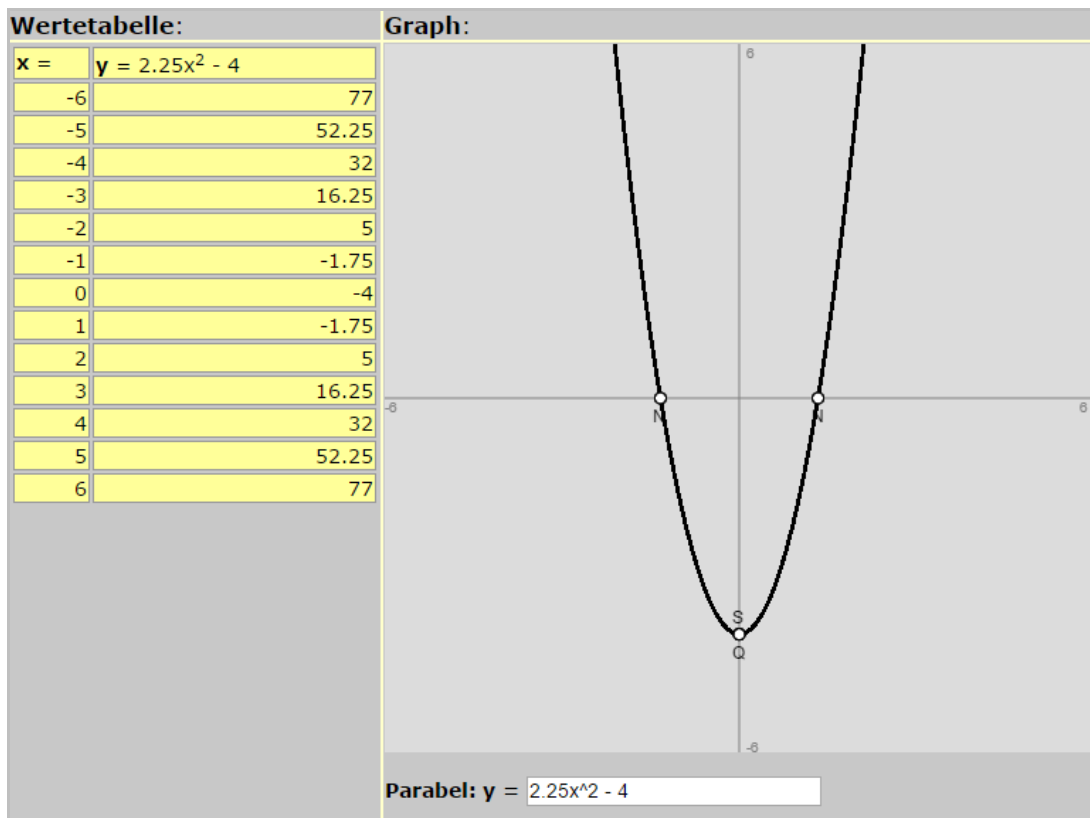 Wertetabelle:
x = y = 2.25x² - 4
-6 77
-5 52.25
-4 32
-3 16.25
-2 5
-1 -1.75
0 -4
1 -1.75
2 5
3 16.25
4 32
5 52.25
6 77
Graph:
6
-6 6
N N
S
Q
-6
Parabel: y = 2.25x^2 - 4